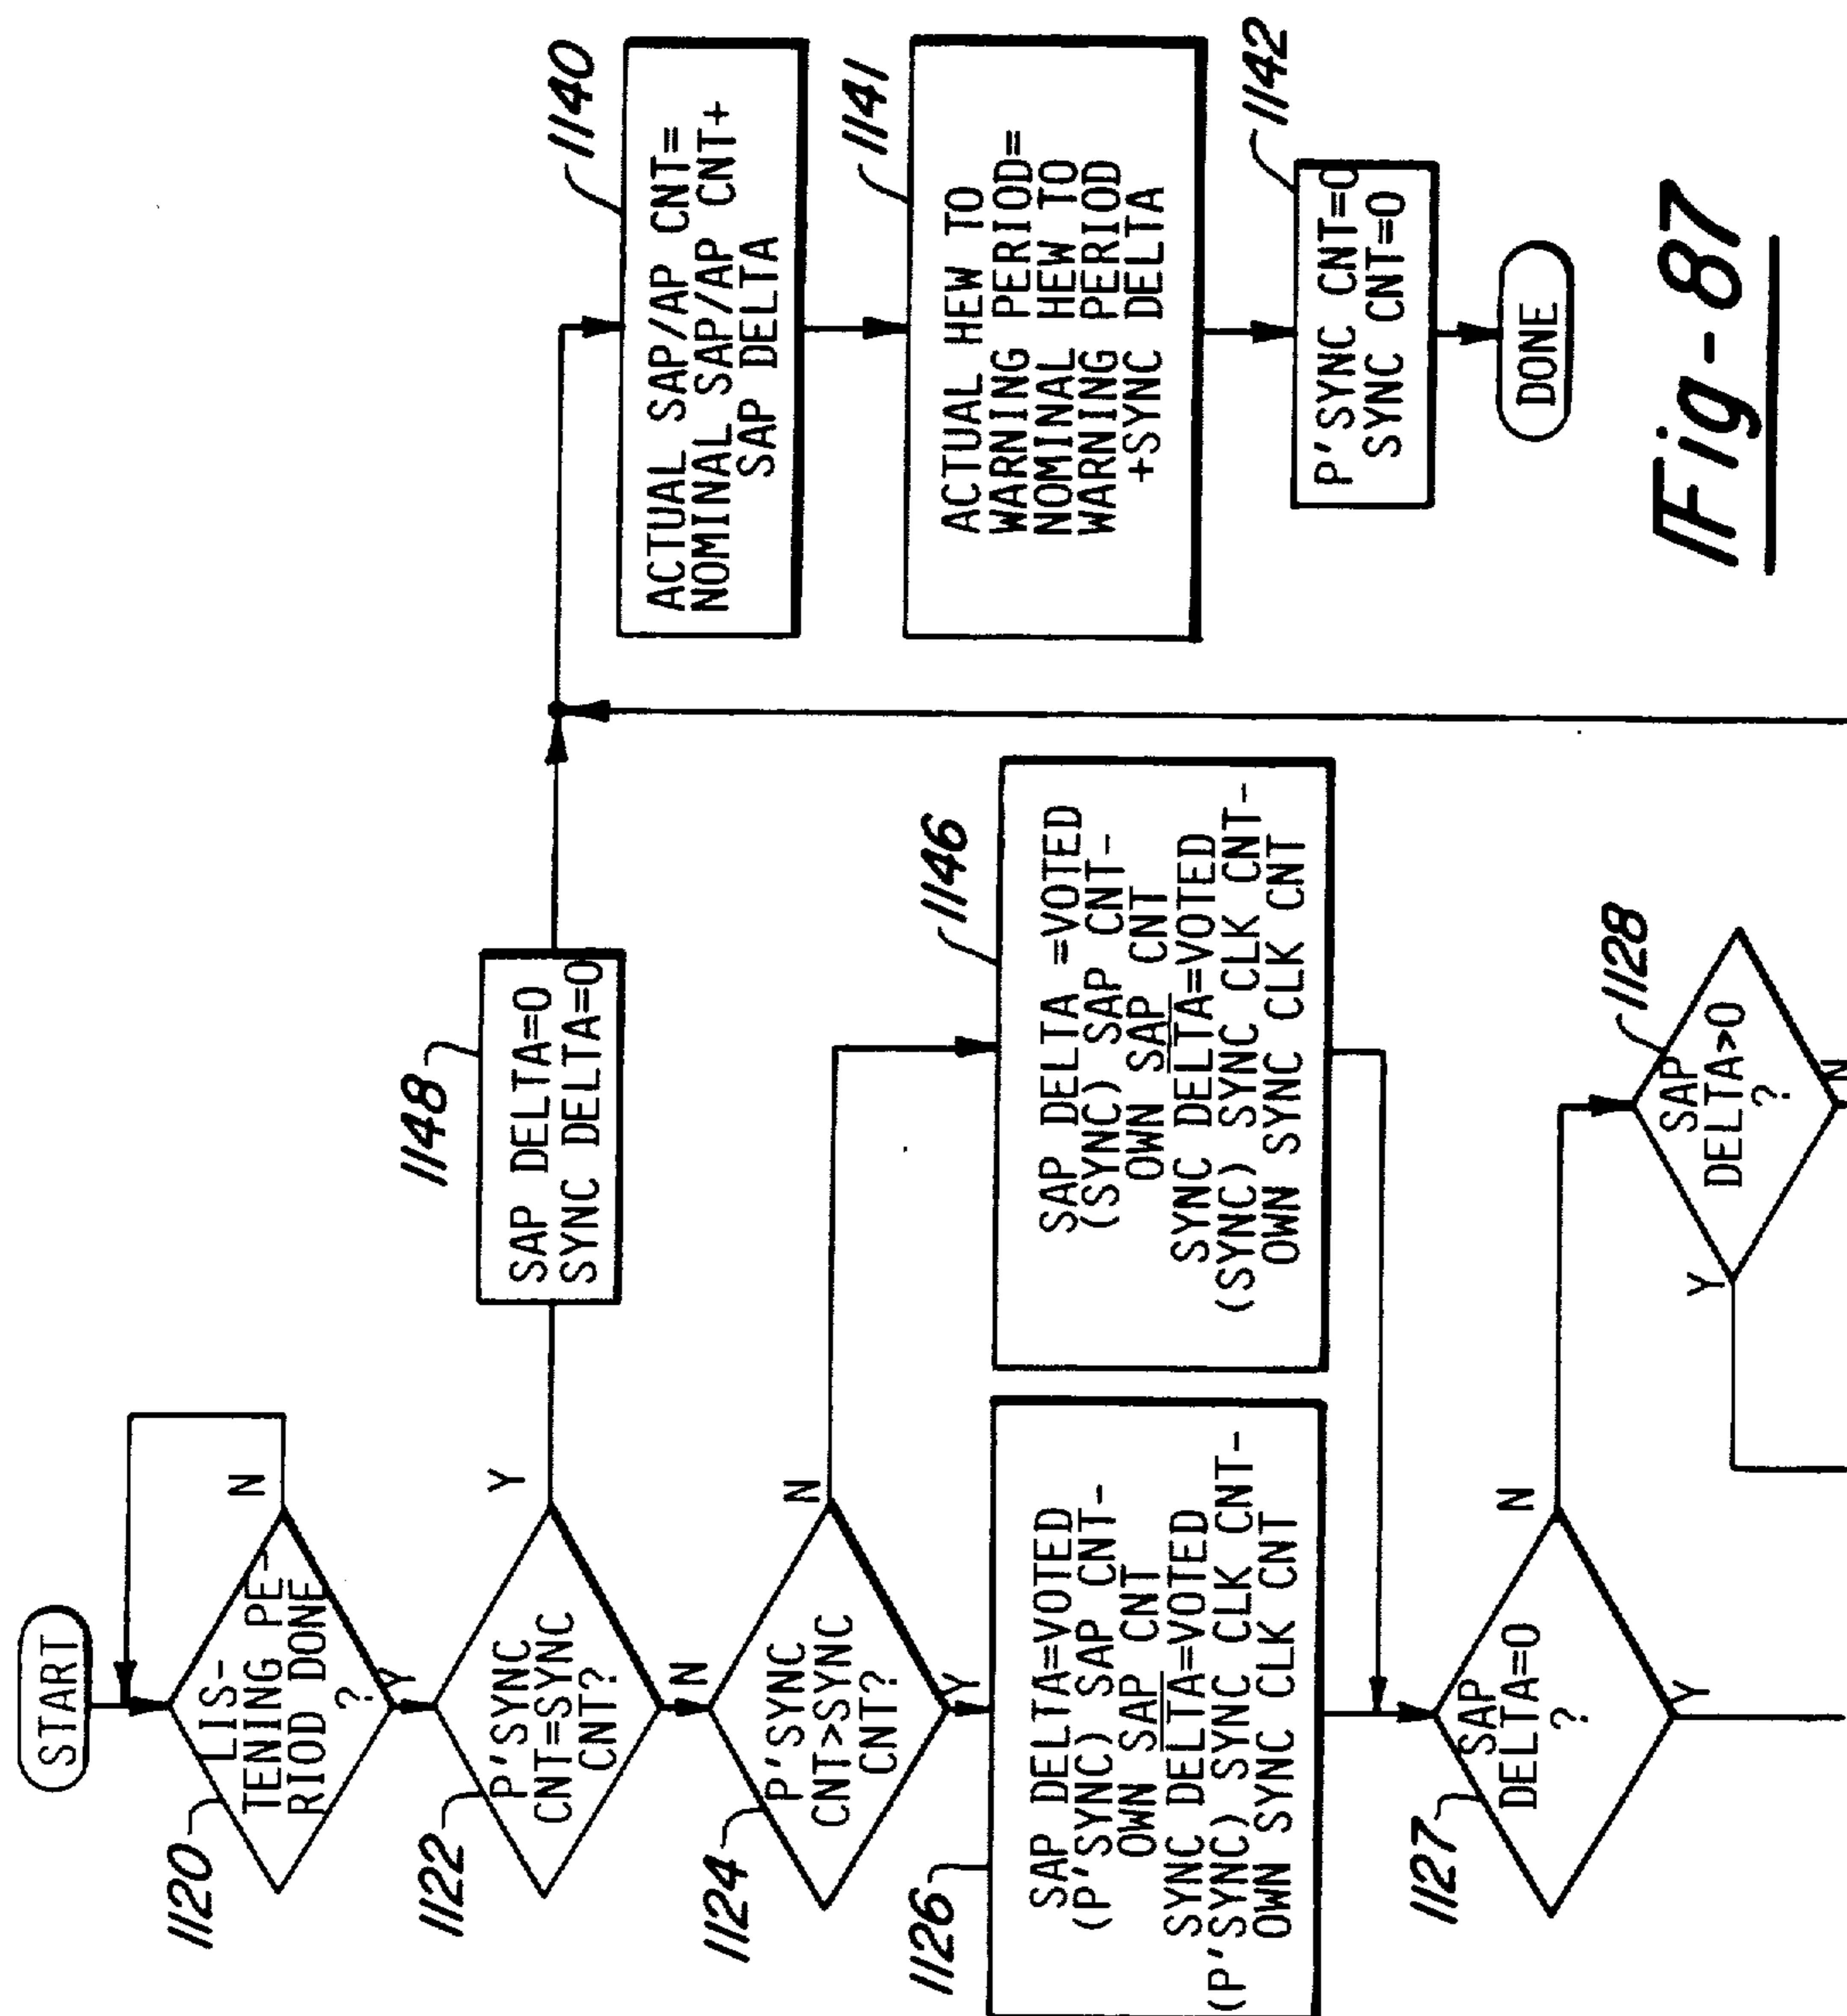 START
1120
LIS-
TENING PE-
RIOD DONE
?
N
Y
1122
P'SYNC
CNT=SYNC
CNT?
Y
N
1148
SAP DELTA=0
SYNC DELTA=0
1124
P'SYNC
CNT>SYNC
CNT?
N
Y
1126
SAP DELTA=VOTED
(P'SYNC) SAP CNT-
OWN SAP CNT
SYNC DELTA=VOTED
(P'SYNC) SYNC CLK CNT-
OWN SYNC CLK CNT
1146
SAP DELTA =VOTED
(SYNC) SAP CNT-
OWN SAP CNT
SYNC DELTA=VOTED
(SYNC) SYNC CLK CNT-
OWN SYNC CLK CNT
1127
SAP
DELTA=0
?
N
Y
1128
SAP
DELTA>0
?
Y
N
1140
ACTUAL SAP/AP CNT=
NOMINAL SAP/AP CNT+
SAP DELTA
1141
ACTUAL HEW TO
WARNING PERIOD=
NOMINAL HEW TO
WARNING PERIOD
+SYNC DELTA
1142
P'SYNC CNT=0
SYNC CNT=0
DONE
Fig-87